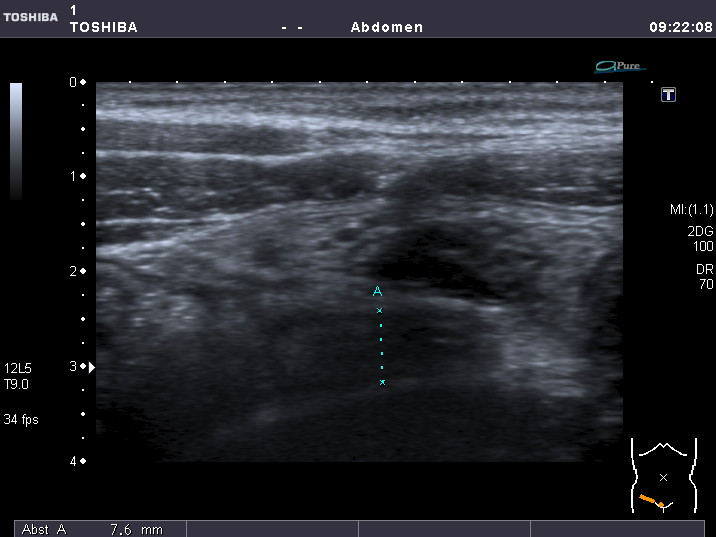 TOSHIBA
1
TOSHIBA - - Abdomen 09:22:08
Pure
T
0
1
2
3
4
A
MI:(1.1)
2DG
100
DR
70
12L5
T9.0
34 fps
Abst A 7.6 mm